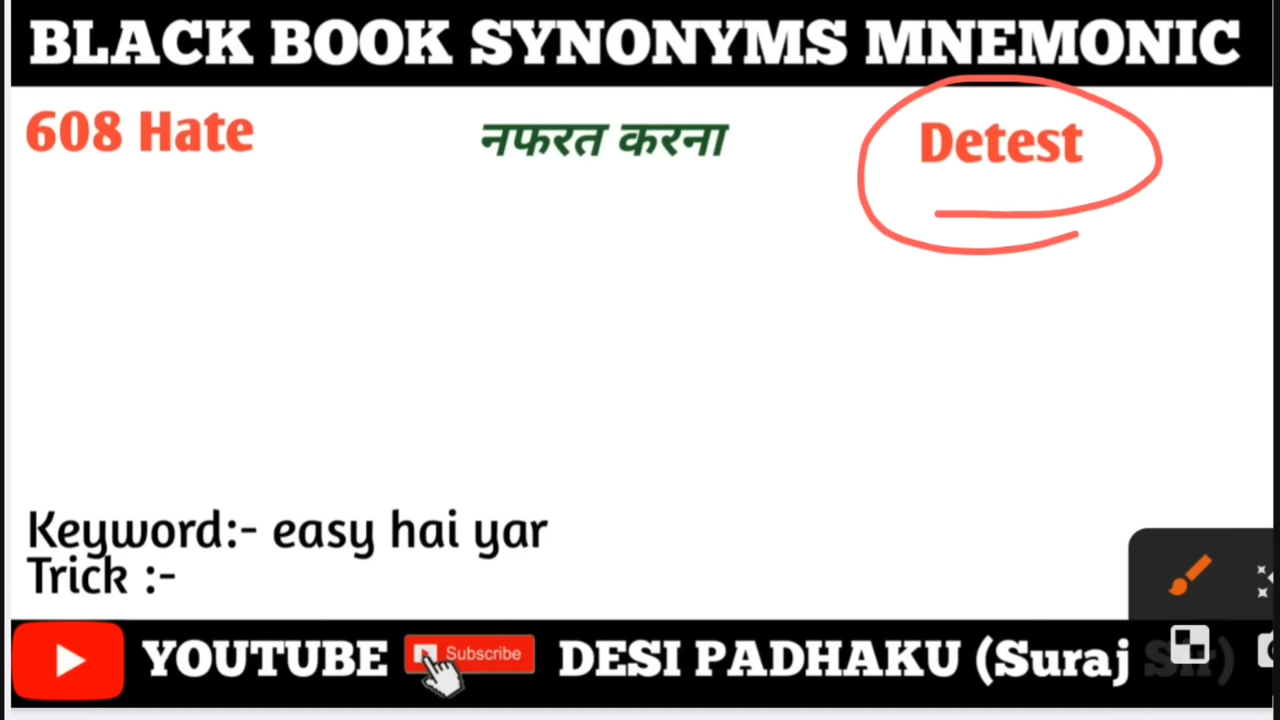 BLACK BOOK SYNONYMS MNEMONIC
608 Hate नफरत करना Detest
Keyword:- easy hai yar
Trick :-
YOUTUBE Subscribe DESI PADHAKU (Suraj